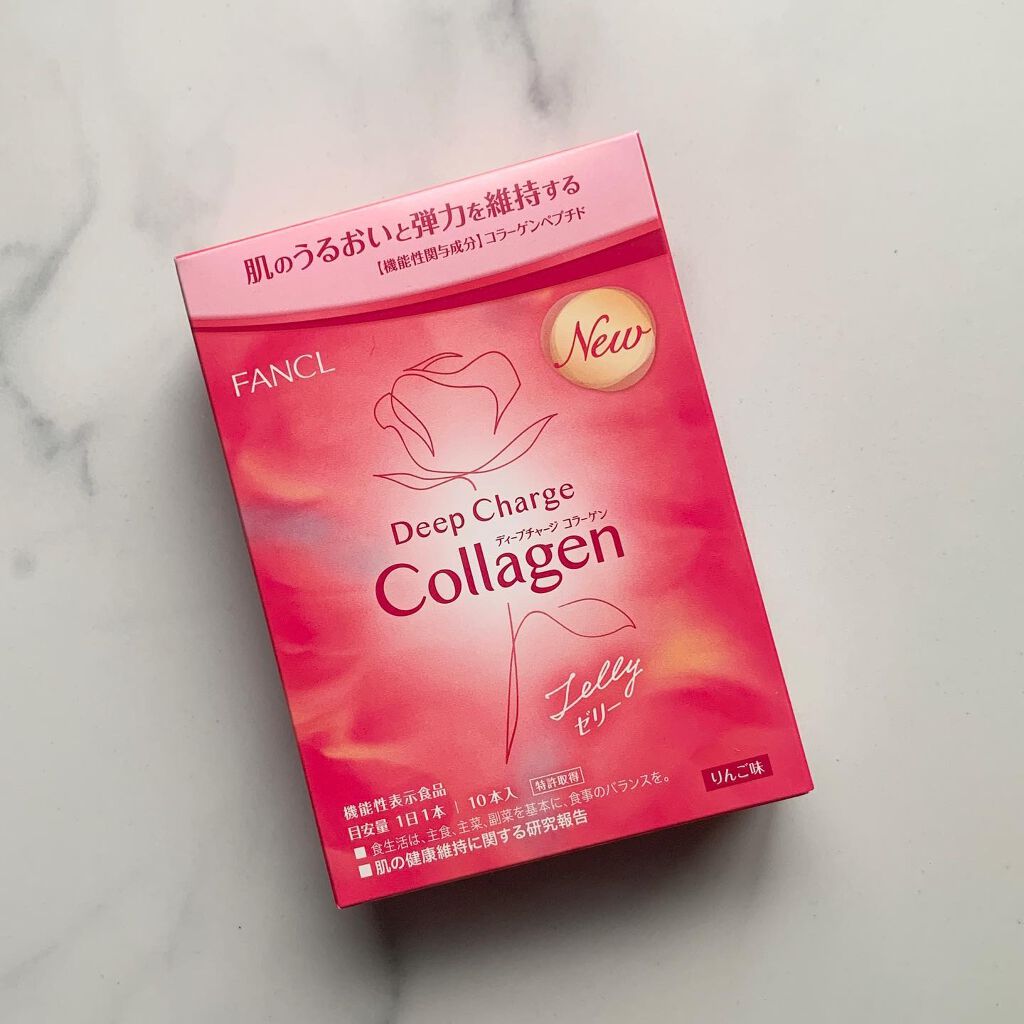 肌のうるおいと弾力を維持する
【機能性関与成分】コラーゲンペプチド
New
FANCL
Deep Charge
ディープチャージ コラーゲン
Collagen
Jelly
ゼリー
りんご味
機能性表示食品
目安量 1日1本 | 10本入 特許取得
■ 食生活は、主食、主菜、副菜を基本に、食事のバランスを。
■ 肌の健康維持に関する研究報告